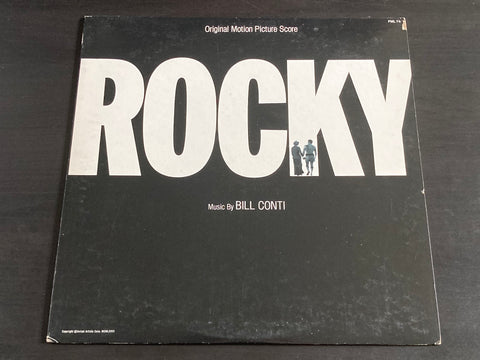 Original Motion Picture Score
ROCKY
Music By BILL CONTI